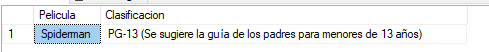 Pelicula Clasificacion
1 Spiderman PG-13 (Se sugiere la guía de los padres para menores de 13 años)